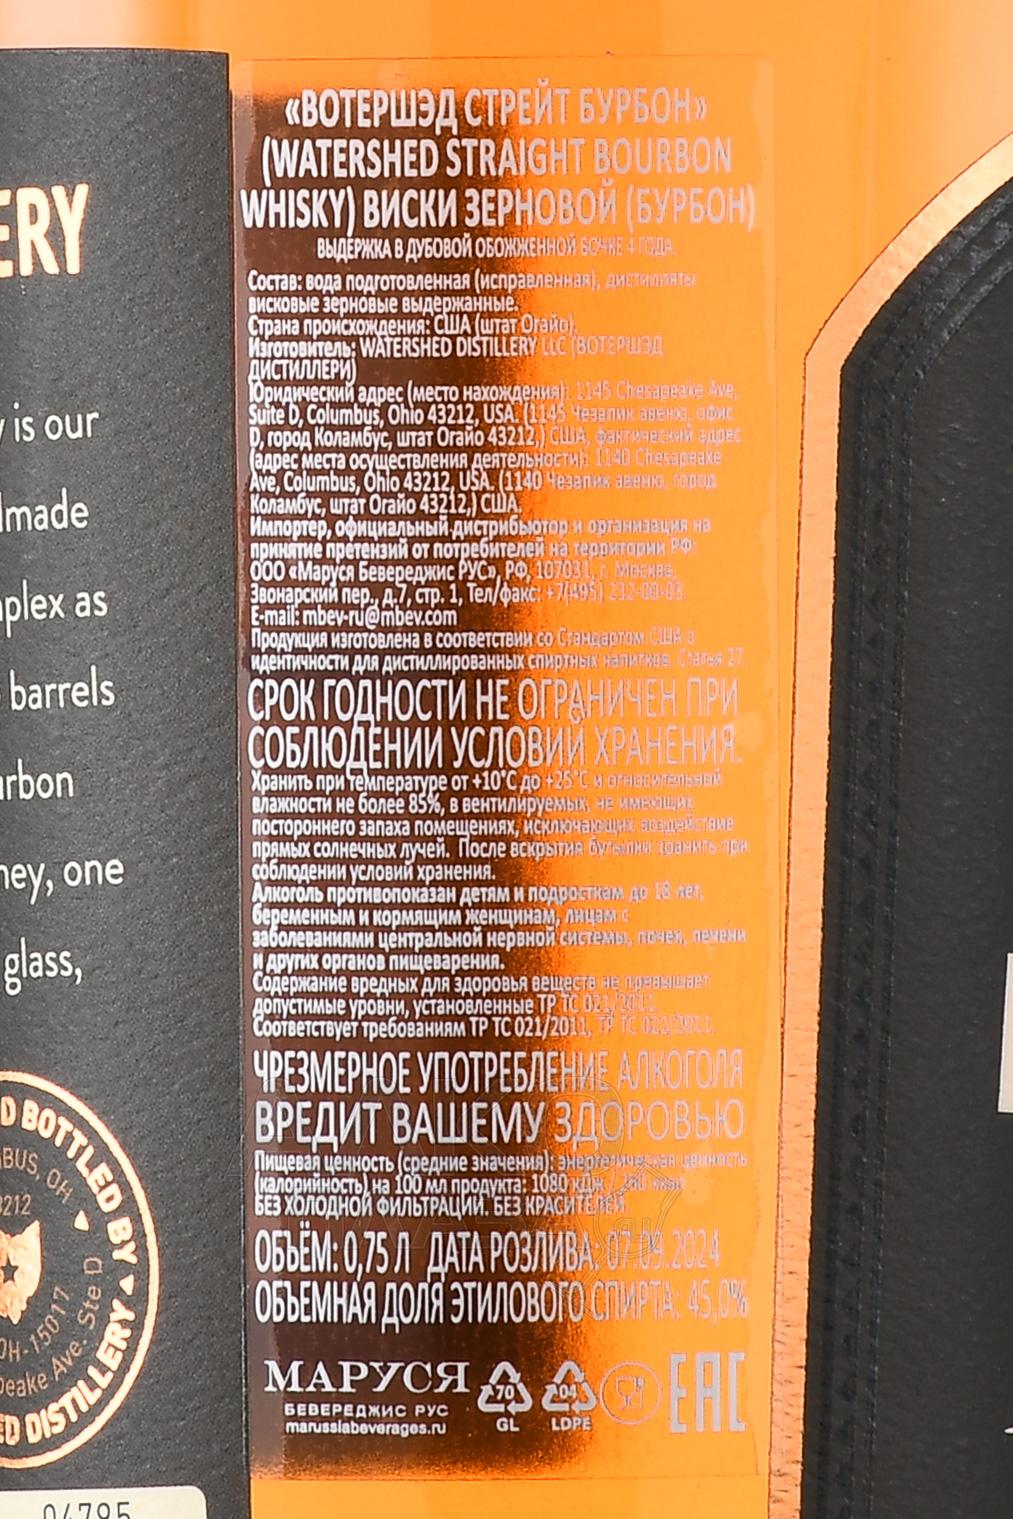 ERY
y is our
dmade
mplex as
barrels
urbon
ney, one
glass,
D BOTTLED BY
BUS, OH
3212
OH-15017
peake Ave. Ste D
ED DISTILLERY
04795
«ВОТЕРШЭД СТРЕЙТ БУРБОН»
(WATERSHED STRAIGHT BOURBON
WHISKY) ВИСКИ ЗЕРНОВОЙ (БУРБОН)
ВЫДЕРЖКА В ДУБОВОЙ ОБОЖЖЕННОЙ БОЧКЕ 4 ГОДА.
Состав: вода подготовленная (исправленная), дистилляты
висковые зерновые выдержанные.
Страна происхождения: США (штат Огайо).
Изготовитель: WATERSHED DISTILLERY LLC (ВОТЕРШЭД
ДИСТИЛЛЕРИ)
Юридический адрес (место нахождения): 1145 Chesapeake Ave,
Suite D, Columbus, Ohio 43212, USA. (1145 Чезапик авеню, офис
D, город Коламбус, штат Огайо 43212,) США, фактический адрес
(адрес места осуществления деятельности): 1140 Chesapeake
Ave, Columbus, Ohio 43212, USA. (1140 Чезапик авеню, город
Коламбус, штат Огайо 43212,) США.
Импортер, официальный дистрибьютор и организация на
принятие претензий от потребителей на территории РФ:
ООО «Маруся Бевереджис РУС», РФ, 107031, г. Москва,
Звонарский пер., д.7, стр. 1, Тел/факс: +7(495) 232-00-03.
E-mail: mbev-ru@mbev.com
Продукция изготовлена в соответствии со Стандартом США о
идентичности для дистиллированных спиртных напитков. Статья 27.
СРОК ГОДНОСТИ НЕ ОГРАНИЧЕН ПРИ
СОБЛЮДЕНИИ УСЛОВИЙ ХРАНЕНИЯ.
Хранить при температуре от +10°С до +25°С и относительной
влажности не более 85%, в вентилируемых, не имеющих
постороннего запаха помещениях, исключающих воздействие
прямых солнечных лучей. После вскрытия бутылки хранить при
соблюдении условий хранения.
Алкоголь противопоказан детям и подросткам до 18 лет,
беременным и кормящим женщинам, лицам с
заболеваниями центральной нервной системы, почек, печени
и других органов пищеварения.
Содержание вредных для здоровья веществ не превышает
допустимые уровни, установленные ТР ТС 021/2011.
Соответствует требованиям ТР ТС 021/2011, ТР ТС 022/2011.
ЧРЕЗМЕРНОЕ УПОТРЕБЛЕНИЕ АЛКОГОЛЯ
ВРЕДИТ ВАШЕМУ ЗДОРОВЬЮ
Пищевая ценность (средние значения): энергетическая ценность
(калорийность) на 100 мл продукта: 1080 кДж / 260 ккал
БЕЗ ХОЛОДНОЙ ФИЛЬТРАЦИИ. БЕЗ КРАСИТЕЛЕЙ.
ОБЪЁМ: 0,75 Л ДАТА РОЗЛИВА: 07.09.2024
ОБЪЕМНАЯ ДОЛЯ ЭТИЛОВОГО СПИРТА: 45,0%
МАРУСЯ
БЕВЕРЕДЖИС РУС
marussiabeverages.ru
70
GL
04
LDPE
ЕАС